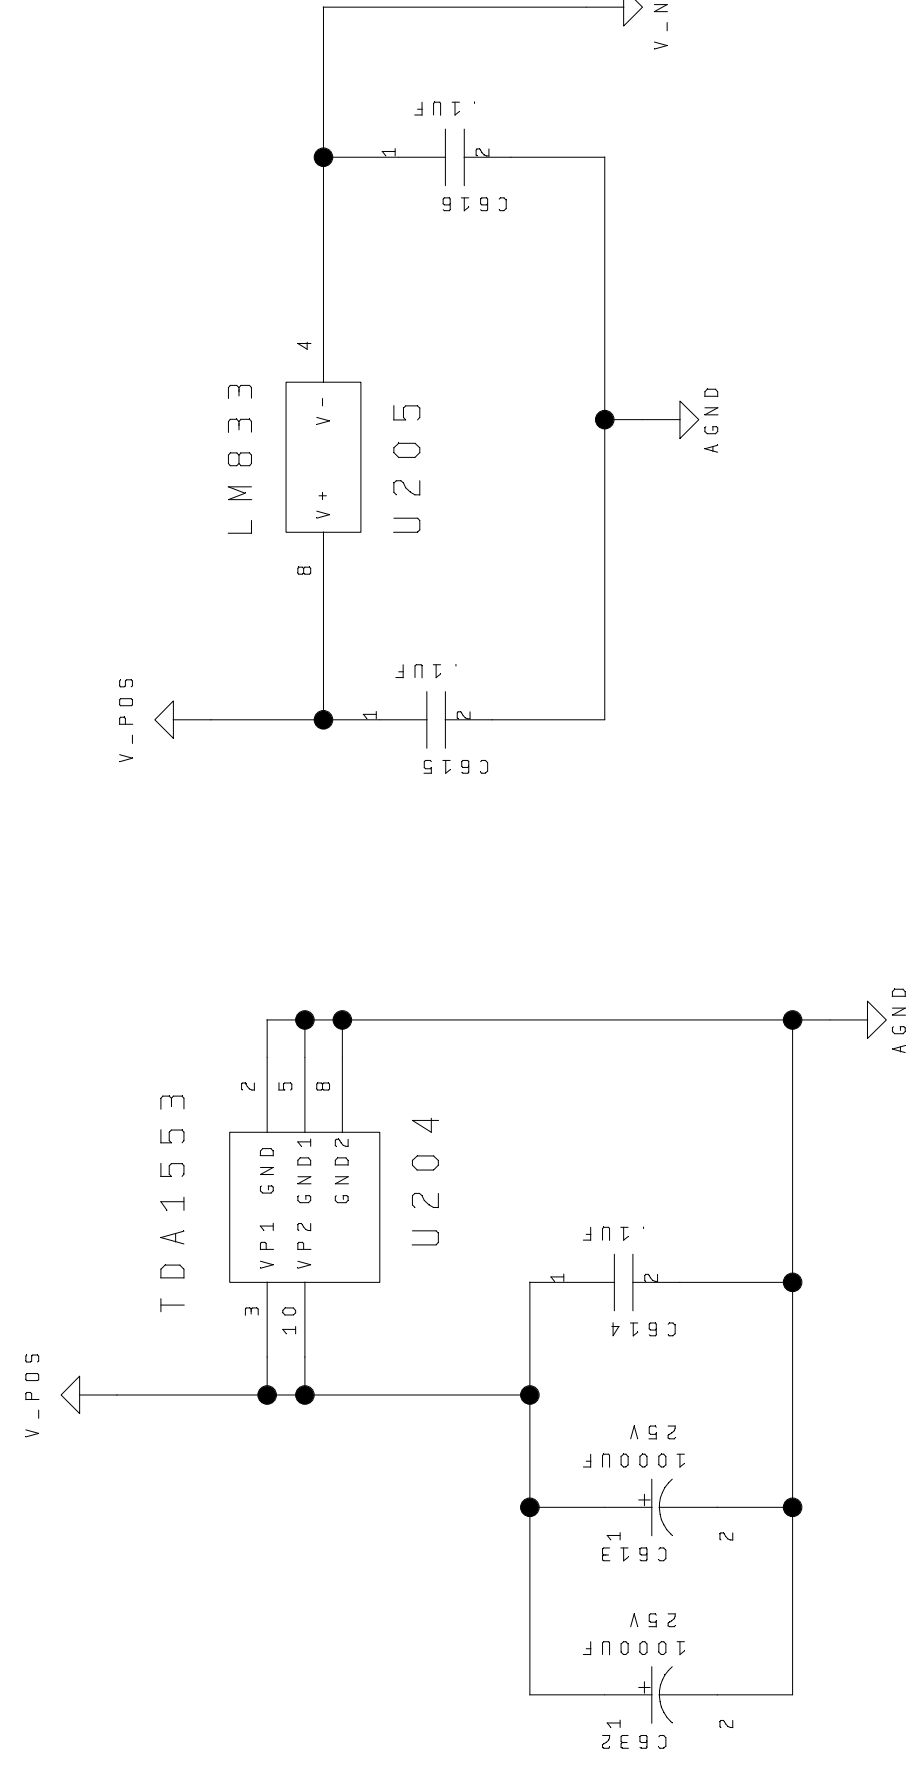 V_N
.1UF
1
2
C616
4
LM833
V+ V-
U205
AGND
8
V_POS
.1UF
1
2
C615
AGND
2
5
8
TDA1553
VP1 GND
VP2 GND1
GND2
U204
3
10
.1UF
1
2
C614
V_POS
25V
1000UF
+
1
2
C613
25V
1000UF
+
1
2
C632